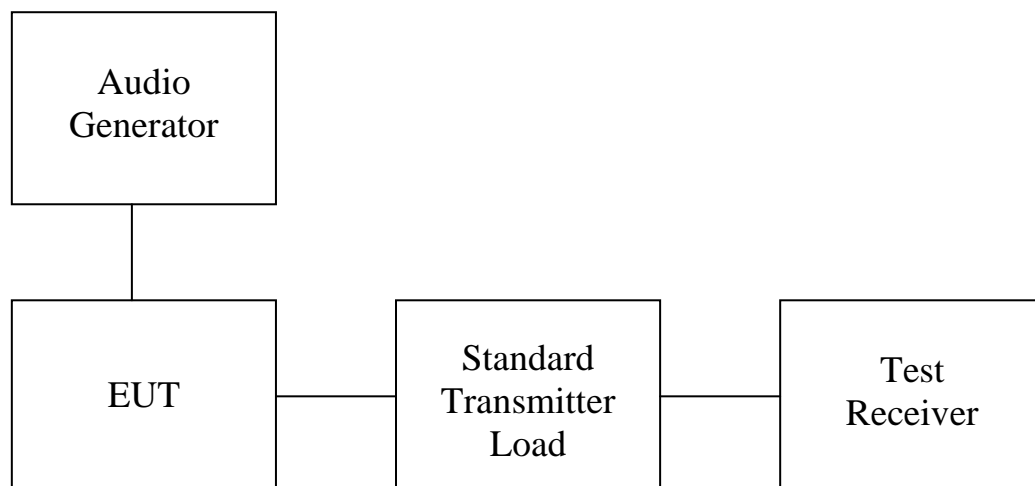 Audio
Generator
EUT
Standard
Transmitter
Load
Test
Receiver